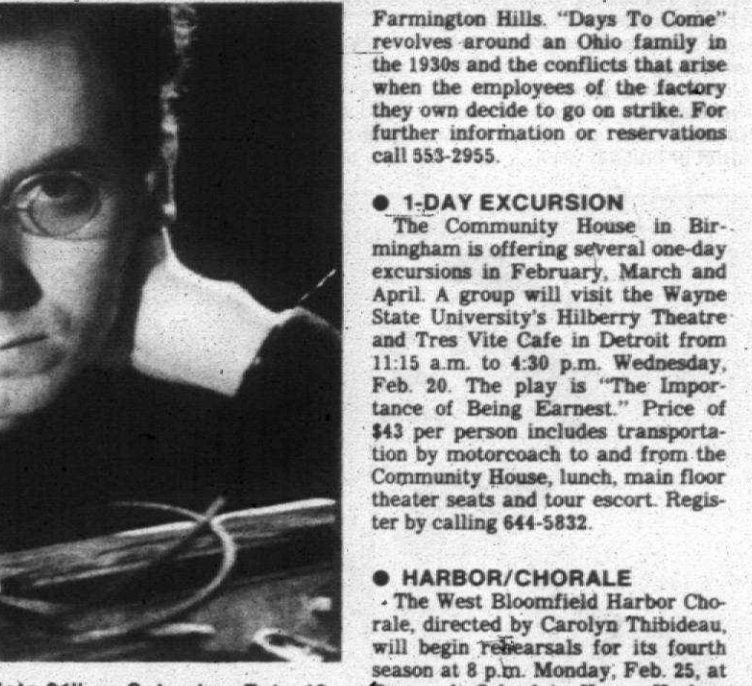 Farmington Hills. "Days To Come"
revolves around an Ohio family in
the 1930s and the conflicts that arise
when the employees of the factory
they own decide to go on strike. For
further information or reservations
call 553-2955.
● 1-DAY EXCURSION
The Community House in Bir-
mingham is offering several one-day
excursions in February, March and
April. A group will visit the Wayne
State University's Hilberry Theatre
and Tres Vite Cafe in Detroit from
11:15 a.m. to 4:30 p.m. Wednesday,
Feb. 20. The play is "The Impor-
tance of Being Earnest." Price of
$43 per person includes transporta-
tion by motorcoach to and from the
Community House, lunch, main floor
theater seats and tour escort. Regis-
ter by calling 644-5832.
● HARBOR/CHORALE
The West Bloomfield Harbor Cho-
rale, directed by Carolyn Thibideau,
will begin rehearsals for its fourth
season at 8 p.m. Monday, Feb. 25, at